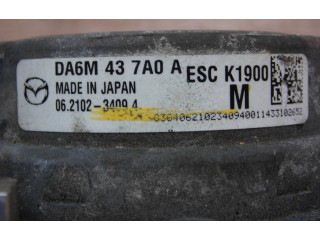 DA6M 43 7A0 A ESC K1900
MADE IN JAPAN
06.2102-3409.4 M